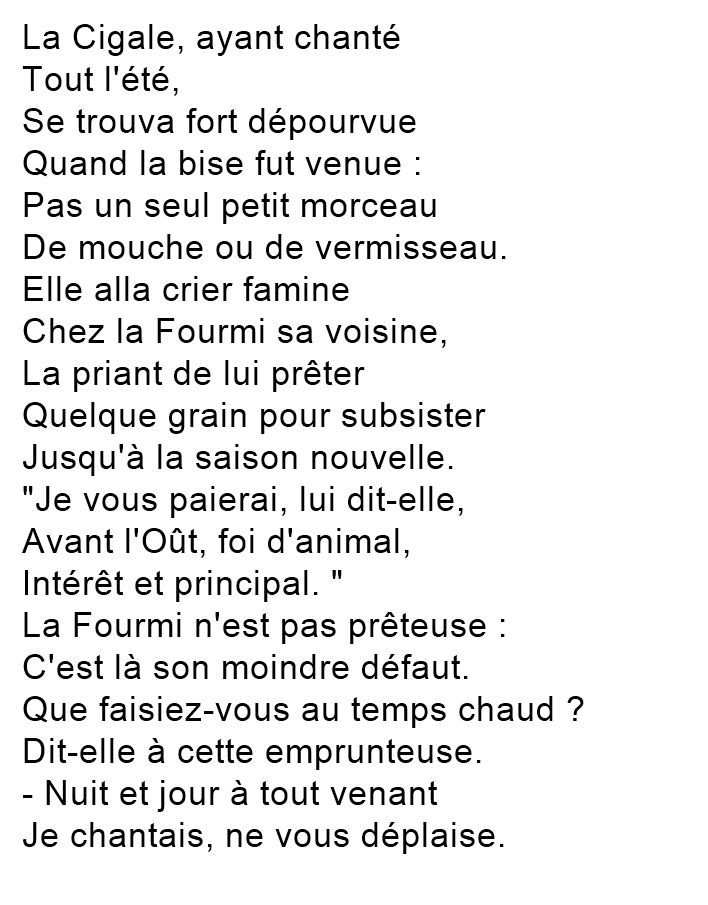 La Cigale, ayant chanté
Tout l'été,
Se trouva fort dépourvue
Quand la bise fut venue :
Pas un seul petit morceau
De mouche ou de vermisseau.
Elle alla crier famine
Chez la Fourmi sa voisine,
La priant de lui prêter
Quelque grain pour subsister
Jusqu'à la saison nouvelle.
"Je vous paierai, lui dit-elle,
Avant l'Oût, foi d'animal,
Intérêt et principal. "
La Fourmi n'est pas prêteuse :
C'est là son moindre défaut.
Que faisiez-vous au temps chaud ?
Dit-elle à cette emprunteuse.
- Nuit et jour à tout venant
Je chantais, ne vous déplaise.